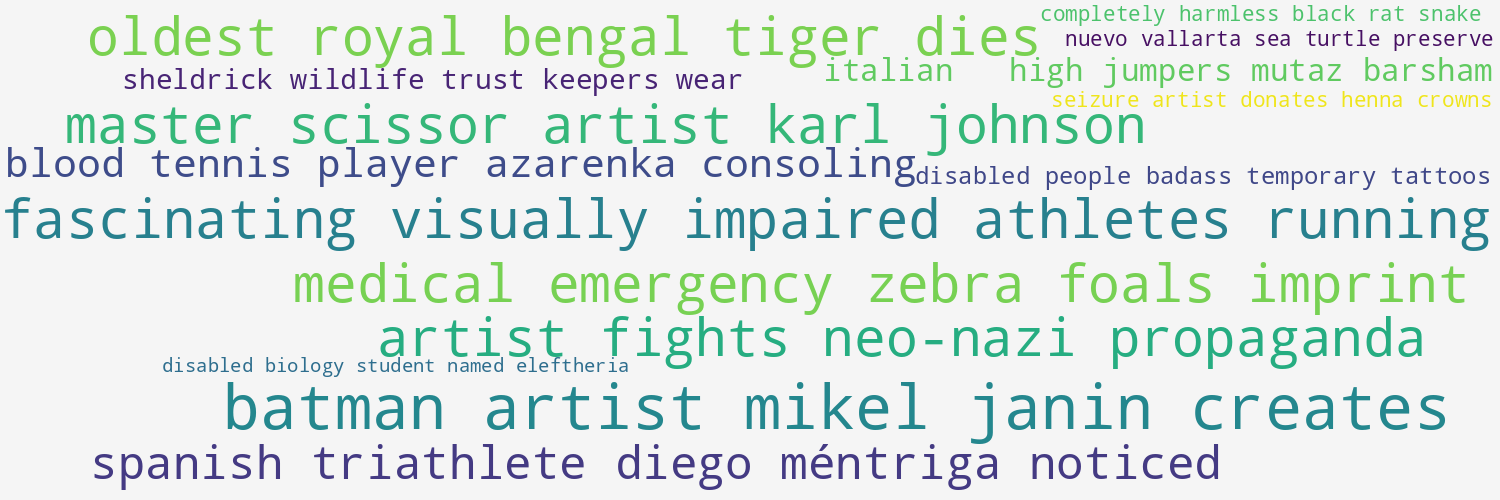 completely harmless black rat snake
oldest royal bengal tiger dies
nuevo vallarta sea turtle preserve
sheldrick wildlife trust keepers wear
italian high jumpers mutaz barsham
seizure artist donates henna crowns
master scissor artist karl johnson
blood tennis player azarenka consoling
disabled people badass temporary tattoos
fascinating visually impaired athletes running
medical emergency zebra foals imprint
artist fights neo-nazi propaganda
disabled biology student named eleftheria
batman artist mikel janin creates
spanish triathlete diego méntriga noticed